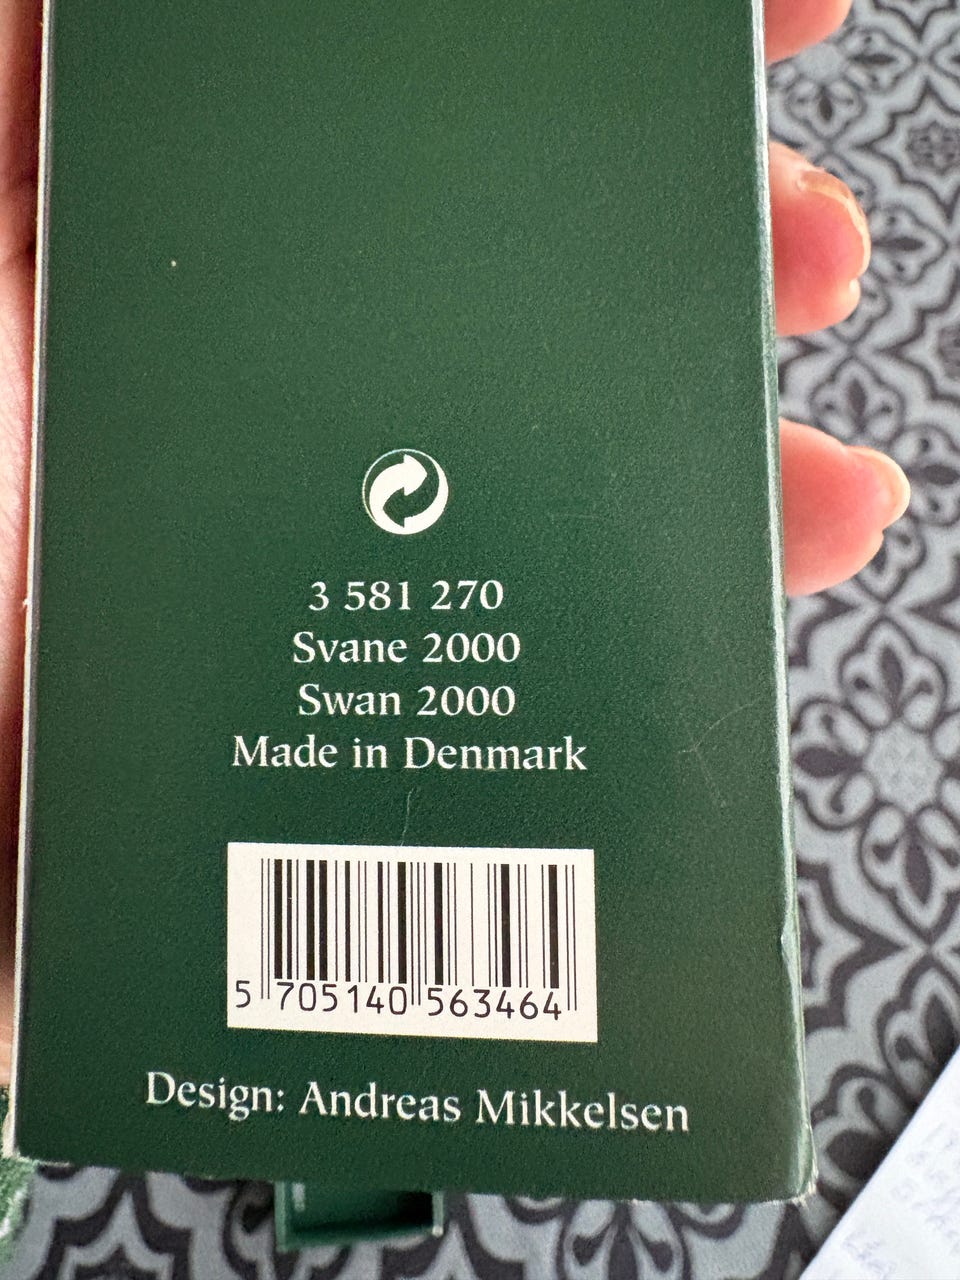 3 581 270
Svane 2000
Swan 2000
Made in Denmark
5 705140 563464
Design: Andreas Mikkelsen